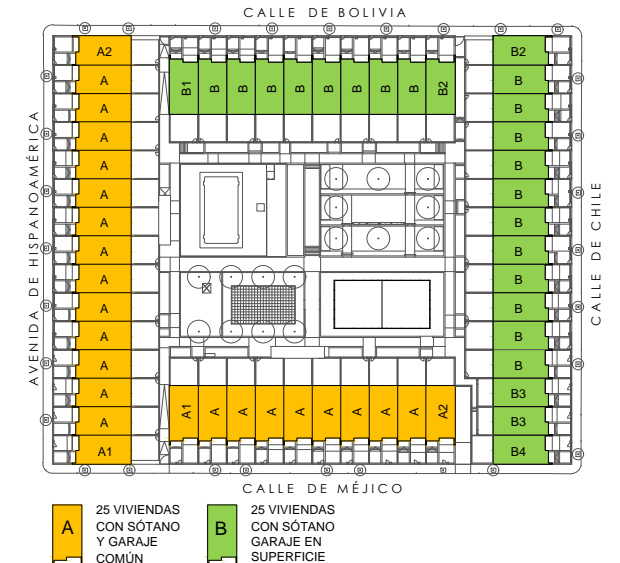 CALLE DE BOLIVIA
AVENIDA DE HISPANOAMÉRICA
A2
A
A
A
A
A
A
A
A
A
A
A
A
A
A1
B1 B B B B B B B B B2
A1 A A A A A A A A A2
B2
B
B
B
B
B
B
B
B
B
B
B
B3
B3
B4
CALLE DE CHILE
CALLE DE MÉJICO
A
25 VIVIENDAS
CON SÓTANO
Y GARAJE
COMÚN
B
25 VIVIENDAS
CON SÓTANO
GARAJE EN
SUPERFICIE